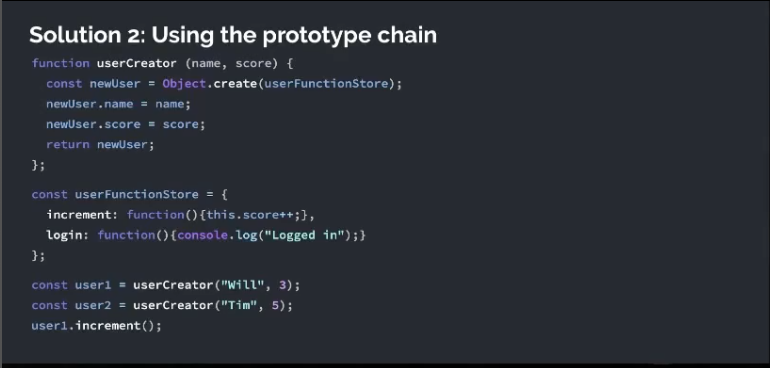 Solution 2: Using the prototype chain
function userCreator (name, score) {
  const newUser = Object.create(userFunctionStore);
  newUser.name = name;
  newUser.score = score;
  return newUser;
};
const userFunctionStore = {
  increment: function(){this.score++;},
  login: function(){console.log("Logged in");}
};
const user1 = userCreator("Will", 3);
const user2 = userCreator("Tim", 5);
user1.increment();